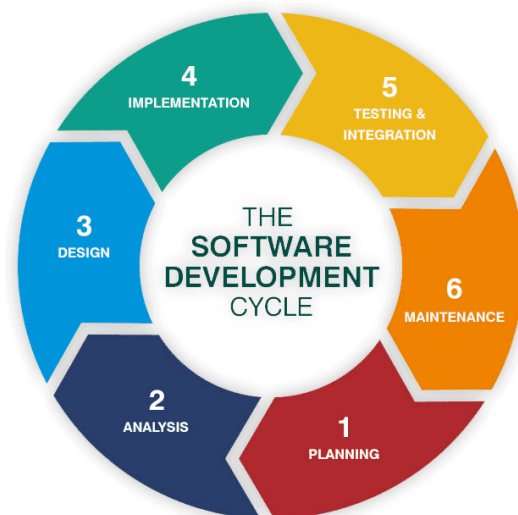 THE
SOFTWARE
DEVELOPMENT
CYCLE
1
PLANNING
2
ANALYSIS
3
DESIGN
4
IMPLEMENTATION
5
TESTING &
INTEGRATION
6
MAINTENANCE